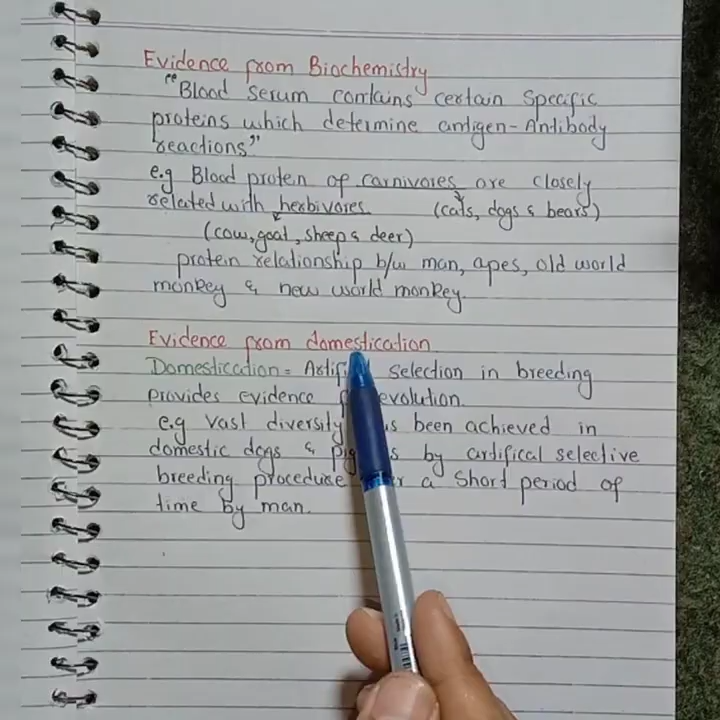 Evidence from Biochemistry
"Blood serum contains certain specific
proteins which determine antigen-Antibody
reactions"
e.g Blood protien of carnivores are closely
related with herbivores (cats, dogs & bears)
(cow, goat, sheep & deer)
protein relationship b/w man, apes, old world
monkey & new world monkey.
Evidence from domestication
Domestication = selection in breeding
provides evidence evolution.
e.g vast diversity been achieved in
domestic dogs & by artifical selective
breeding procedure a short period of
time by man.